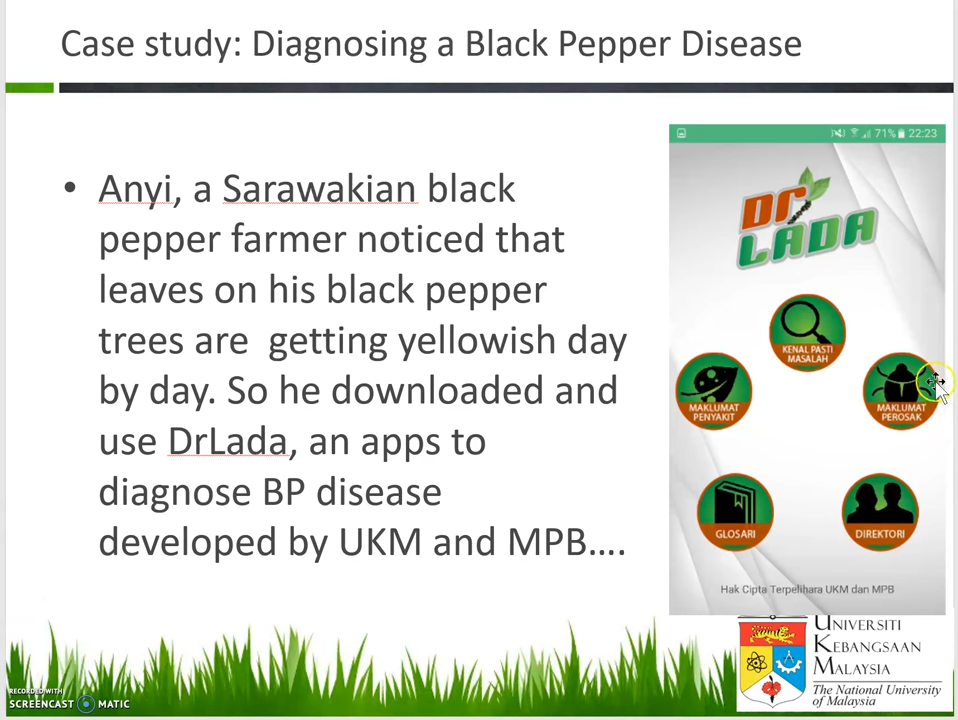 Case study: Diagnosing a Black Pepper Disease
• Anyi, a Sarawakian black
pepper farmer noticed that
leaves on his black pepper
trees are  getting yellowish day
by day. So he downloaded and
use DrLada, an apps to
diagnose BP disease
developed by UKM and MPB....
71% 22:23
Dr
LADA
KENAL PASTI
MASALAH
MAKLUMAT
PENYAKIT
MAKLUMAT
PEROSAK
GLOSARI
DIREKTORI
Hak Cipta Terpelihara UKM dan MPB
UNIVERSITI
KEBANGSAAN
MALAYSIA
The National University
of Malaysia
RECORDED WITH
SCREENCAST MATIC